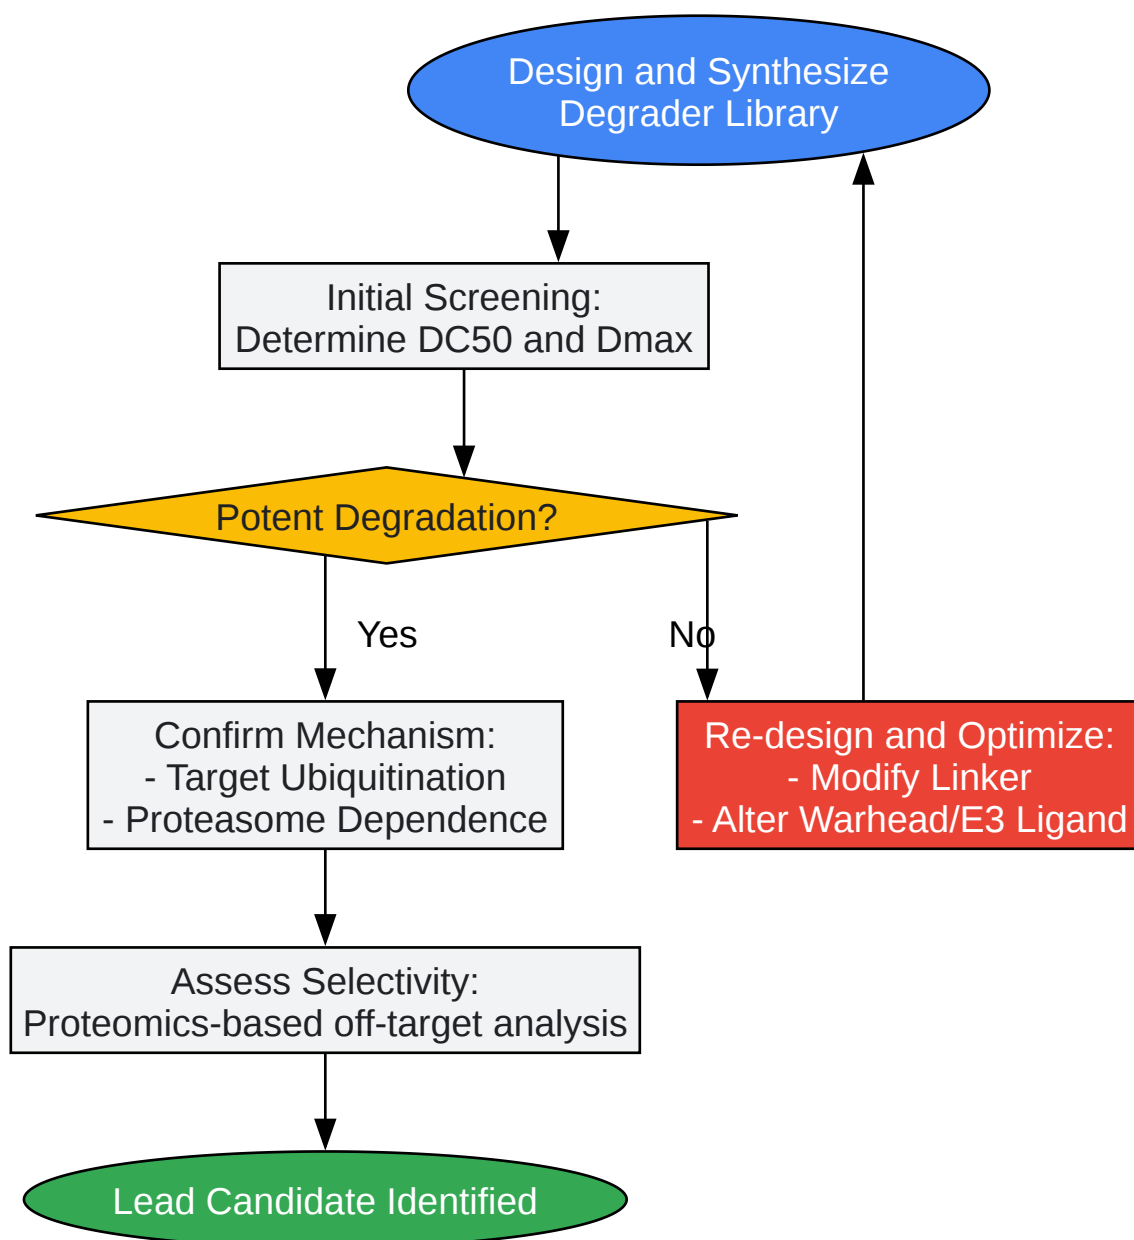 Design and Synthesize
Degrader Library
Initial Screening:
Determine DC50 and Dmax
Potent Degradation?
Yes
No
Confirm Mechanism:
- Target Ubiquitination
- Proteasome Dependence
Re-design and Optimize:
- Modify Linker
- Alter Warhead/E3 Ligand
Assess Selectivity:
Proteomics-based off-target analysis
Lead Candidate Identified